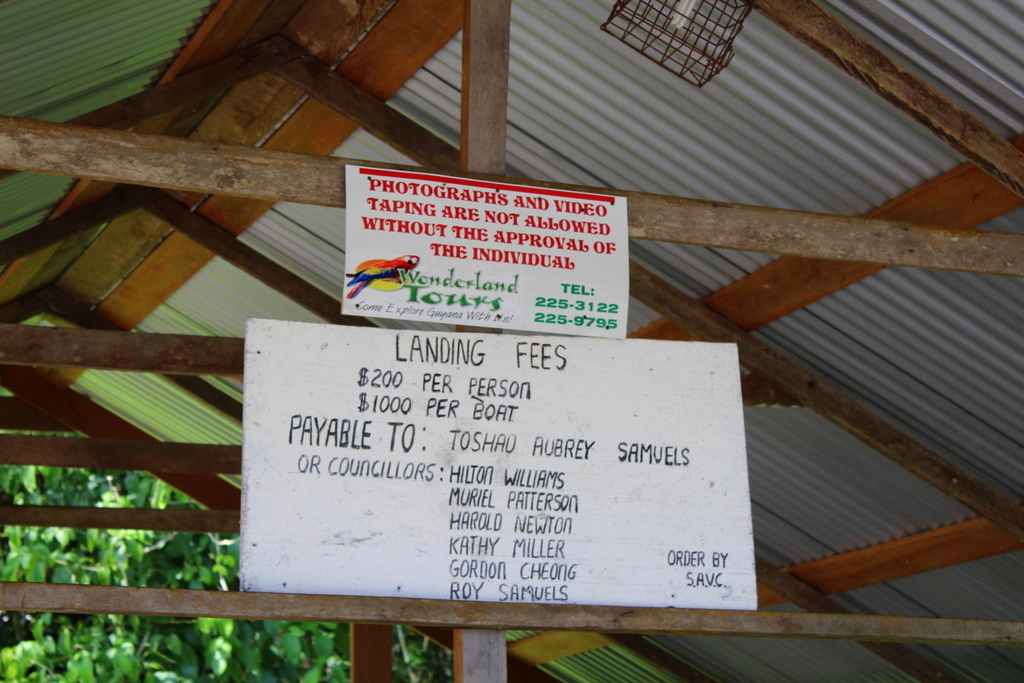 PHOTOGRAPHS AND VIDEO
TAPING ARE NOT ALLOWED
WITHOUT THE APPROVAL OF
THE INDIVIDUAL
Wonderland
Tours
Come Explore Guyana With Us!
TEL:
225-3122
225-9795
LANDING FEES
$200 PER PERSON
$1000 PER BOAT
PAYABLE TO: TOSHAU AUBREY SAMUELS
OR COUNCILLORS: HILTON WILLIAMS
MURIEL PATTERSON
HAROLD NEWTON
KATHY MILLER
GORDON CHEONG
ROY SAMUELS
ORDER BY
S.A.V.C.